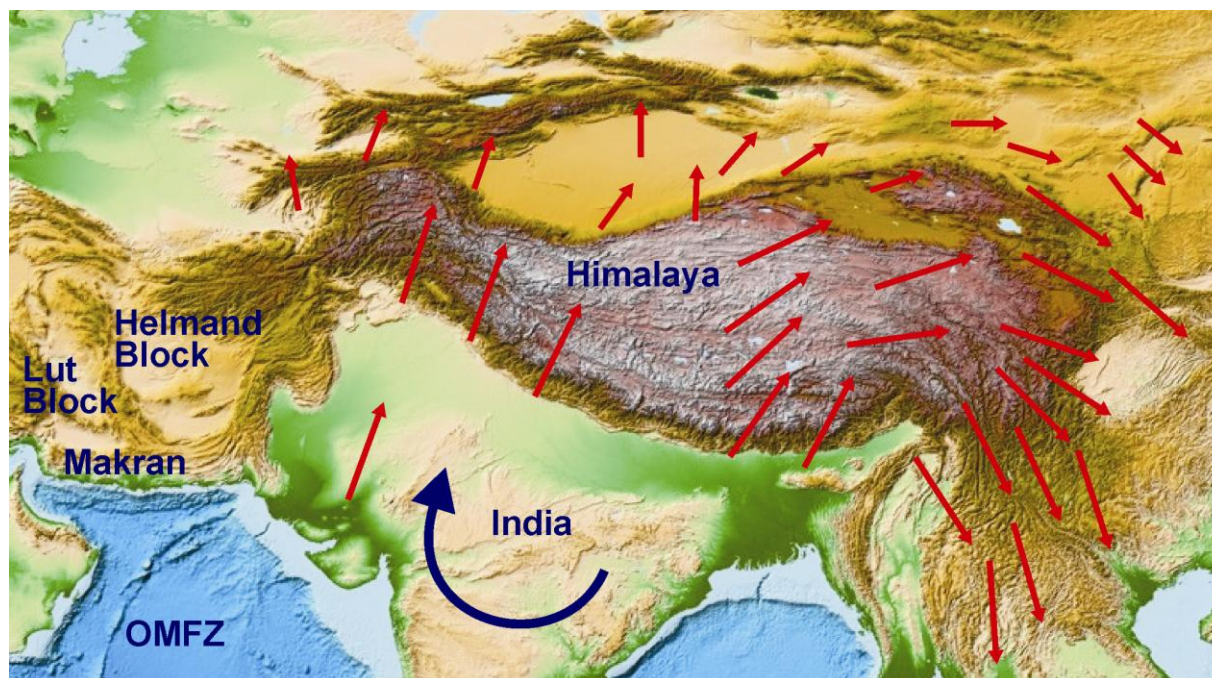 Himalaya
Helmand
Block
Lut
Block
Makran
India
OMFZ